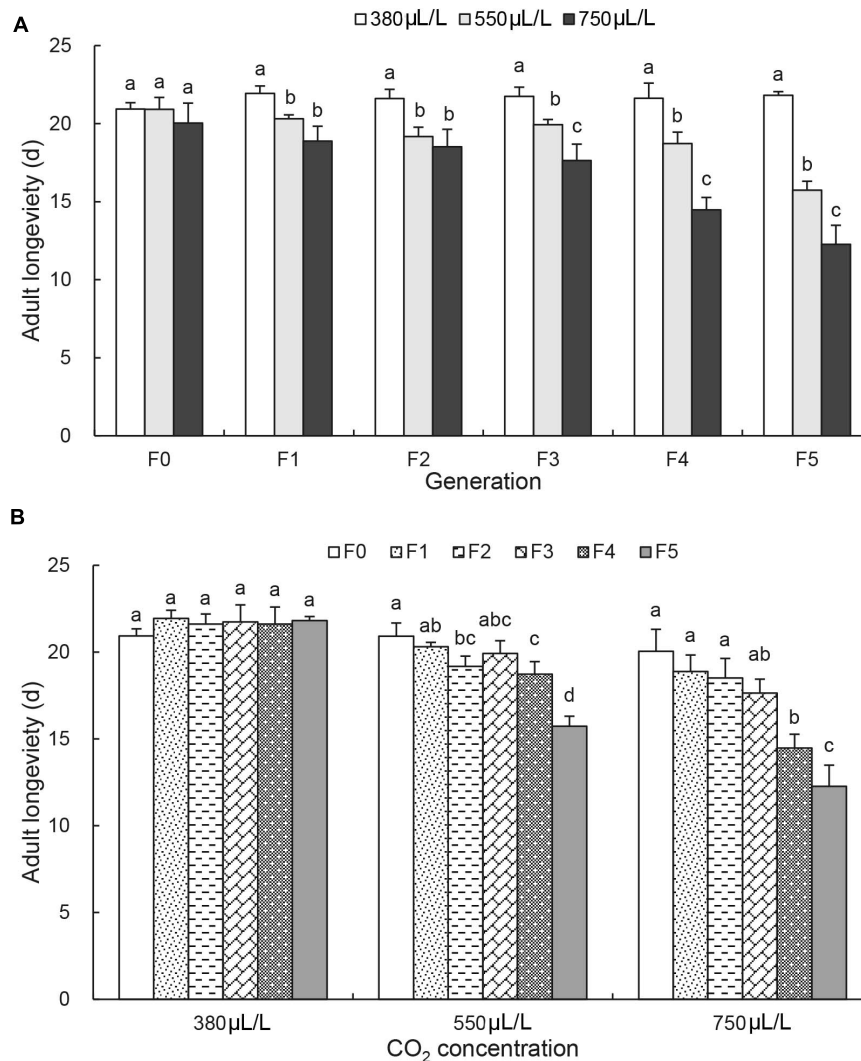 A
380μL/L 550μL/L 750μL/L
25
20
15
10
5
0
Adult longeviety (d)
a a a a b b a b b a b c a b c a b c
F0 F1 F2 F3 F4 F5
Generation
B
F0 F1 F2 F3 F4 F5
25
20
15
10
5
0
Adult longeviety (d)
a a a a a a a ab bc abc c d a a a ab b c
380μL/L 550μL/L 750μL/L
CO₂ concentration